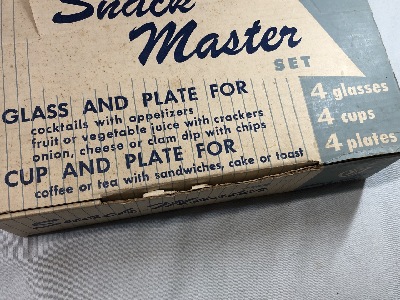 Snack
Master
SET
GLASS AND PLATE FOR
cocktails with appetizers
fruit or vegetable juice with crackers
onion, cheese or clam dip with chips
CUP AND PLATE FOR
coffee or tea with sandwiches, cake or toast
4 glasses
4 cups
4 plates